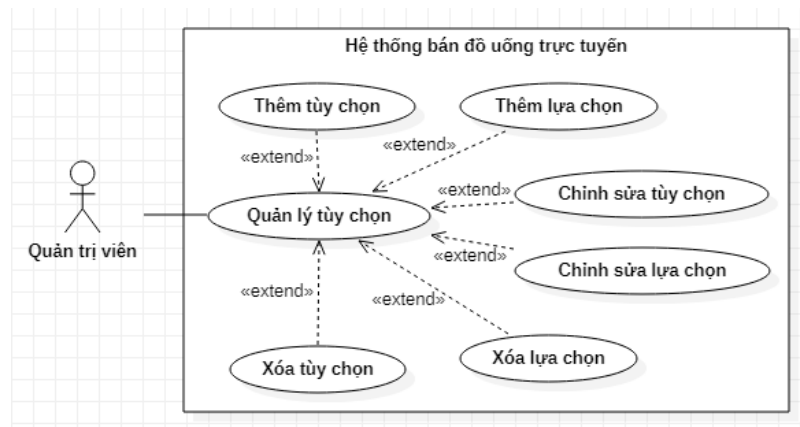 Hệ thống bán đồ uống trực tuyến
Thêm tùy chọn
Thêm lựa chọn
«extend»
«extend»
«extend»
Chỉnh sửa tùy chọn
Quản lý tùy chọn
Quản trị viên
«extend»
Chỉnh sửa lựa chọn
«extend»
«extend»
Xóa tùy chọn
Xóa lựa chọn